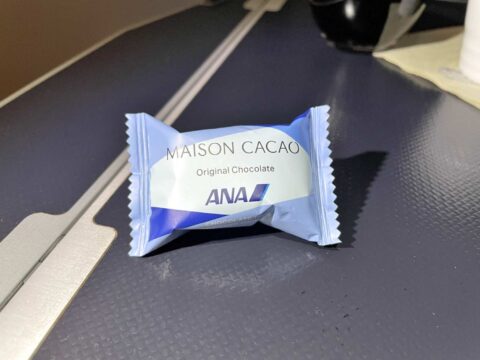 MAISON CACAO
Original Chocolate
ANA